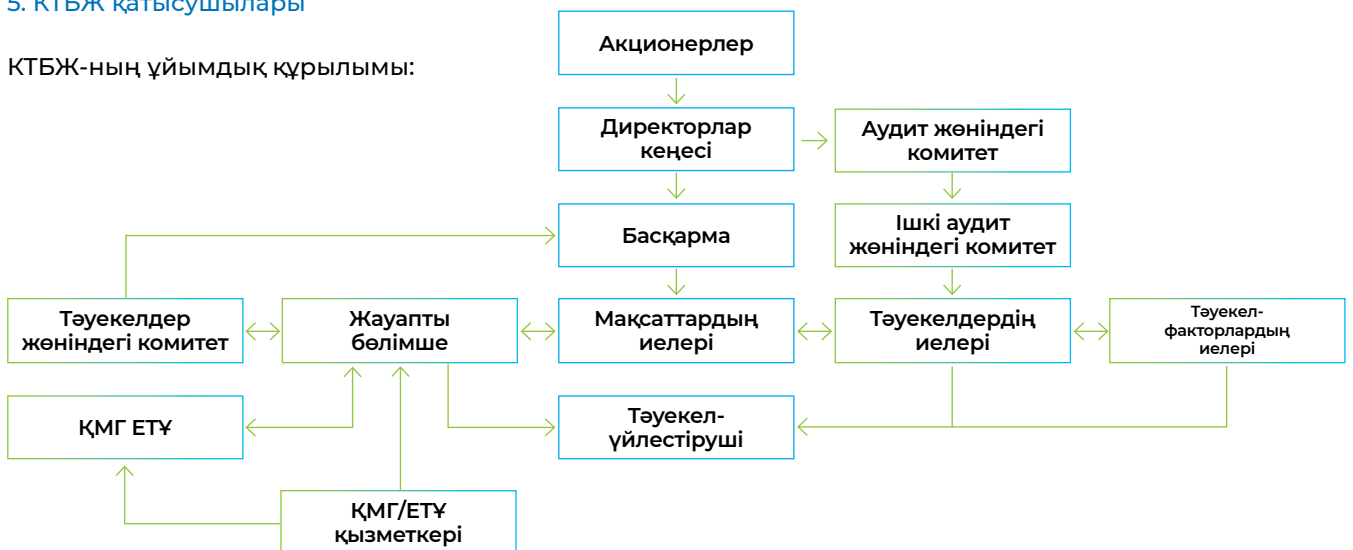 5. КТБЖ қатысушылары
Акционерлер
КТБЖ-ның ұйымдық құрылымы:
Директорлар
кеңесі
Аудит жөніндегі
комитет
Басқарма
Ішкі аудит
жөніндегі комитет
Тәуекелдер
жөніндегі комитет
Жауапты
бөлімше
Мақсаттардың
иелері
Тәуекелдердің
иелері
Тәуекел-
факторлардың
иелері
ҚМГ ЕТҰ
Тәуекел-
үйлестіруші
ҚМГ/ЕТҰ
қызметкері